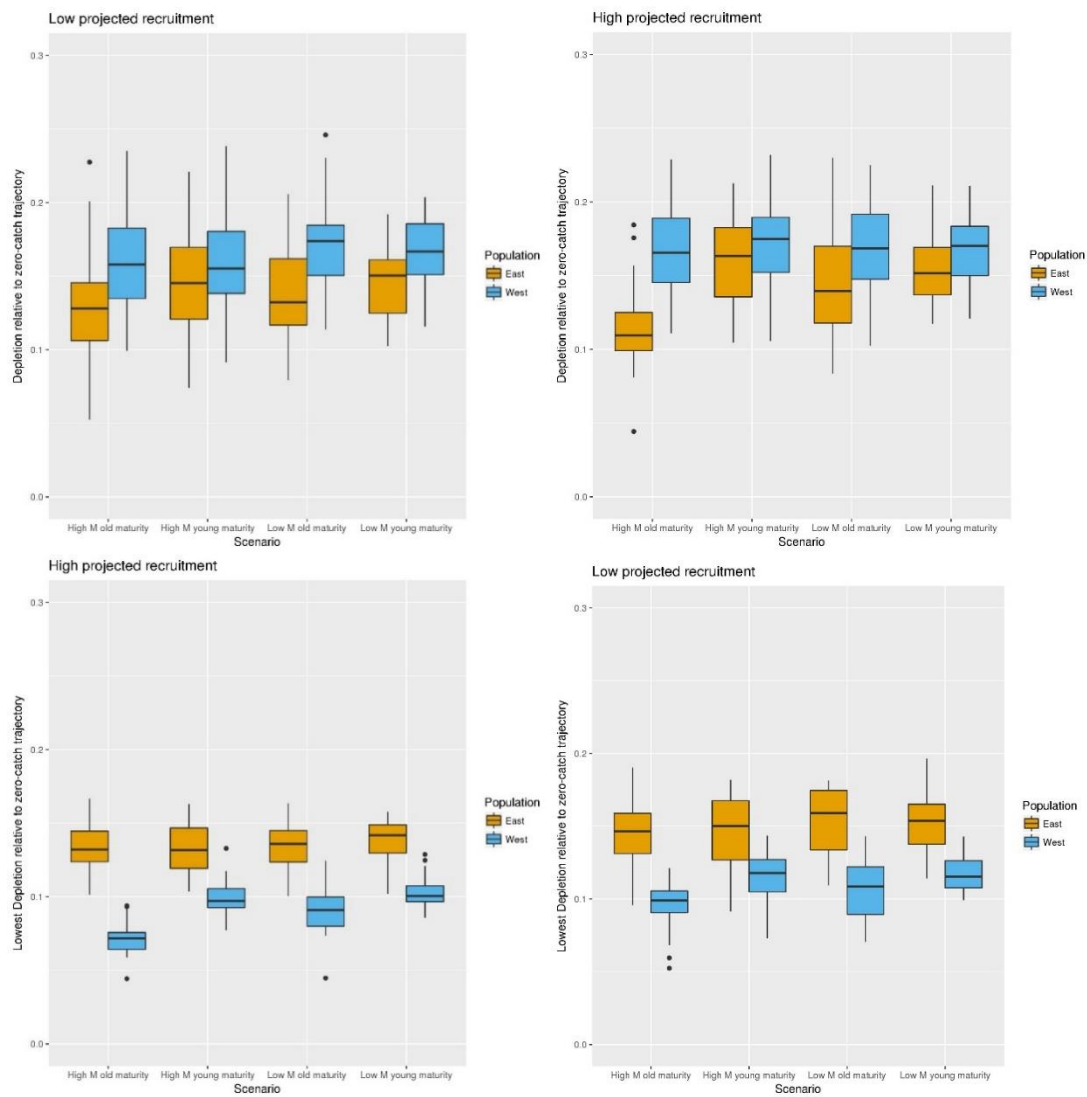 Low projected recruitment
Depletion relative to zero-catch trajectory
0.3
0.2
0.1
0.0
High M old maturity High M young maturity Low M old maturity Low M young maturity
Scenario
Population
East
West
High projected recruitment
Depletion relative to zero-catch trajectory
0.3
0.2
0.1
0.0
High M old maturity High M young maturity Low M old maturity Low M young maturity
Scenario
Population
East
West
High projected recruitment
Lowest Depletion relative to zero-catch trajectory
0.3
0.2
0.1
0.0
High M old maturity High M young maturity Low M old maturity Low M young maturity
Scenario
Population
East
West
Low projected recruitment
Lowest Depletion relative to zero-catch trajectory
0.3
0.2
0.1
0.0
High M old maturity High M young maturity Low M old maturity Low M young maturity
Scenario
Population
East
West